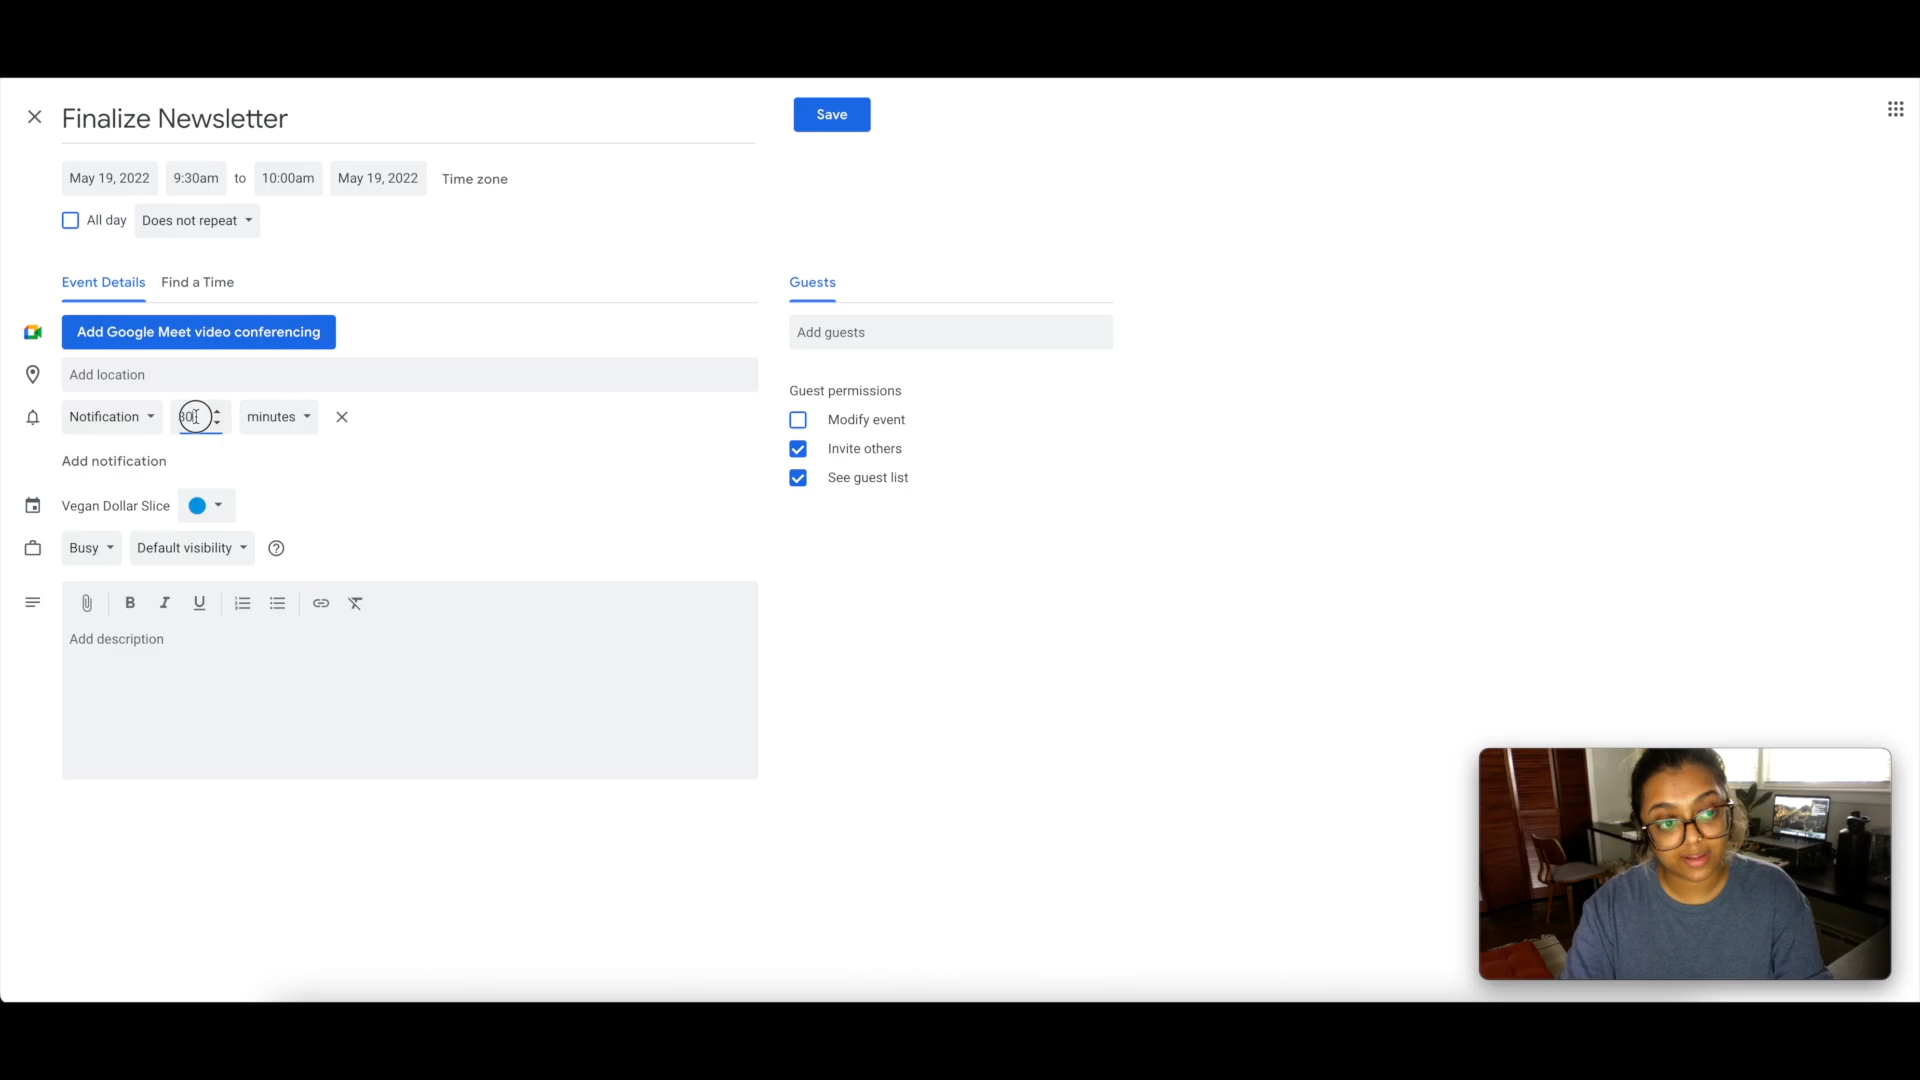 Finalize Newsletter
Save
May 19, 2022 9:30am to 10:00am May 19, 2022 Time zone
All day Does not repeat
Event Details Find a Time
Guests
Add Google Meet video conferencing
Add guests
Add location
Guest permissions
Notification 30 minutes
Modify event
Invite others
Add notification
See guest list
Vegan Dollar Slice
Busy Default visibility
B I U
Add description